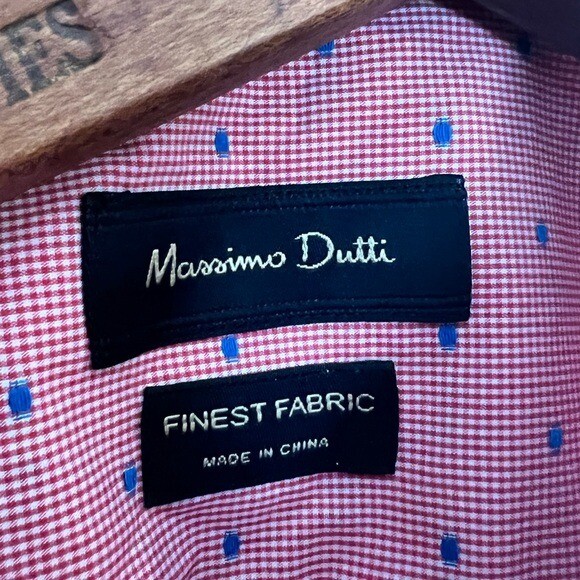 Massimo Dutti
FINEST FABRIC
MADE IN CHINA